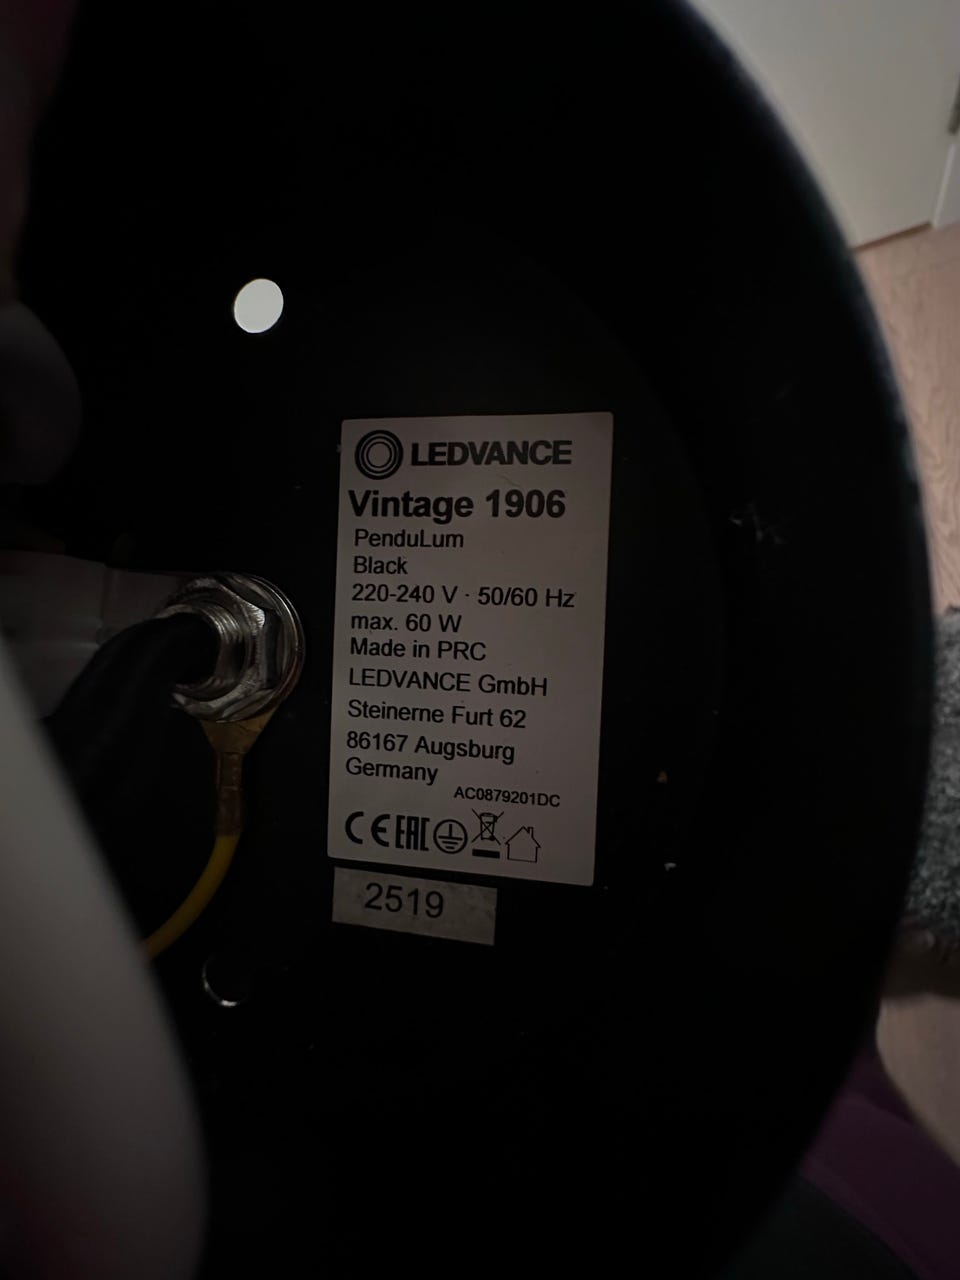 LEDVANCE
Vintage 1906
PenduLum
Black
220-240 V · 50/60 Hz
max. 60 W
Made in PRC
LEDVANCE GmbH
Steinerne Furt 62
86167 Augsburg
Germany
AC0879201DC
CE EAC
2519